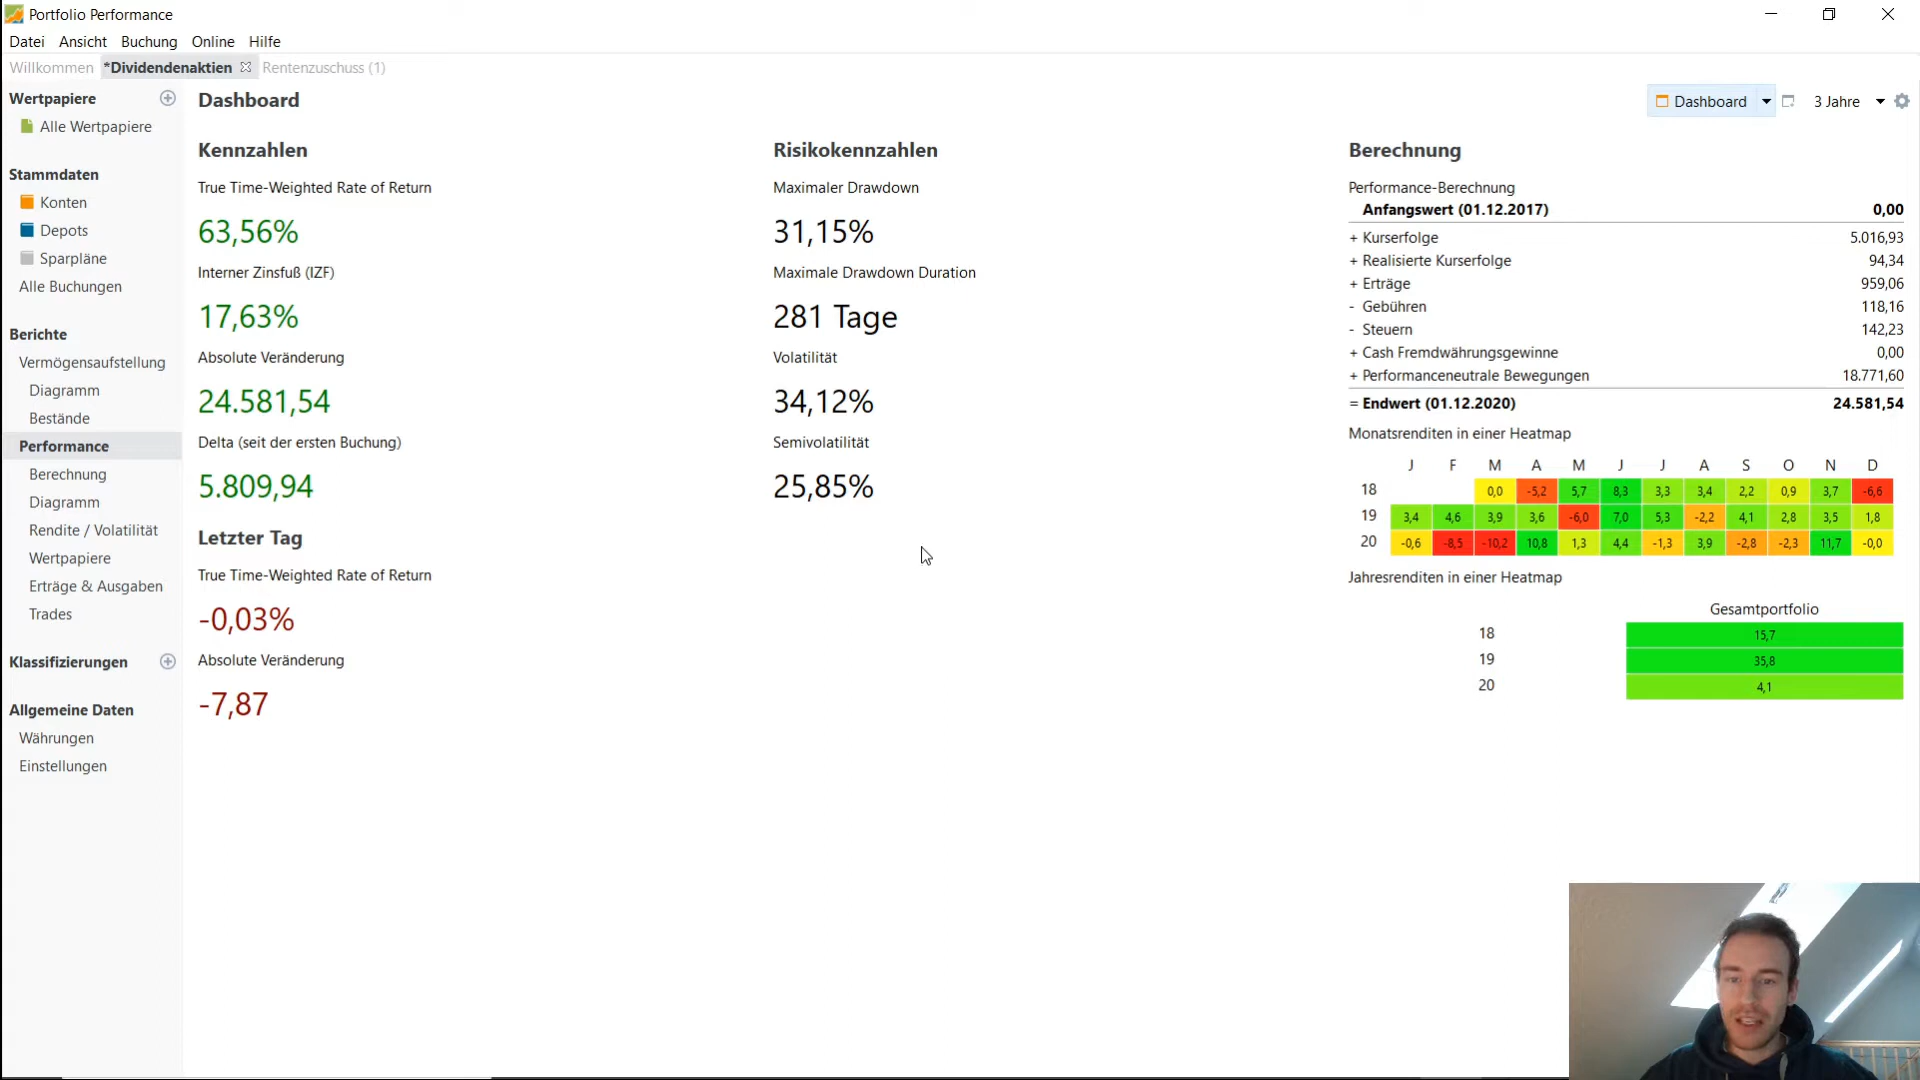 Portfolio Performance
Datei Ansicht Buchung Online Hilfe
Willkommen *Dividendenaktien Rentenzuschuss (1)
Wertpapiere
Alle Wertpapiere
Stammdaten
Konten
Depots
Sparpläne
Alle Buchungen
Berichte
Vermögensaufstellung
Diagramm
Bestände
Performance
Berechnung
Diagramm
Rendite / Volatilität
Wertpapiere
Erträge & Ausgaben
Trades
Klassifizierungen
Allgemeine Daten
Währungen
Einstellungen
Dashboard
Dashboard 3 Jahre
Kennzahlen
True Time-Weighted Rate of Return
63,56%
Interner Zinsfuß (IZF)
17,63%
Absolute Veränderung
24.581,54
Delta (seit der ersten Buchung)
5.809,94
Letzter Tag
True Time-Weighted Rate of Return
-0,03%
Absolute Veränderung
-7,87
Risikokennzahlen
Maximaler Drawdown
31,15%
Maximale Drawdown Duration
281 Tage
Volatilität
34,12%
Semivolatilität
25,85%
Berechnung
Performance-Berechnung
Anfangswert (01.12.2017) 0,00
+ Kurserfolge 5.016,93
+ Realisierte Kurserfolge 94,34
+ Erträge 959,06
- Gebühren 118,16
- Steuern 142,23
+ Cash Fremdwährungsgewinne 0,00
+ Performanceneutrale Bewegungen 18.771,60
= Endwert (01.12.2020) 24.581,54
Monatsrenditen in einer Heatmap
J F M A M J J A S O N D
18 0,0 -5,2 5,7 8,3 3,3 3,4 2,2 0,9 3,7 -6,6
19 3,4 4,6 3,9 3,6 -6,0 7,0 5,3 -2,2 4,1 2,8 3,5 1,8
20 -0,6 -8,5 -10,2 10,8 1,3 4,4 -1,3 3,9 -2,8 -2,3 11,7 -0,0
Jahresrenditen in einer Heatmap
Gesamtportfolio
18 15,7
19 35,8
20 4,1